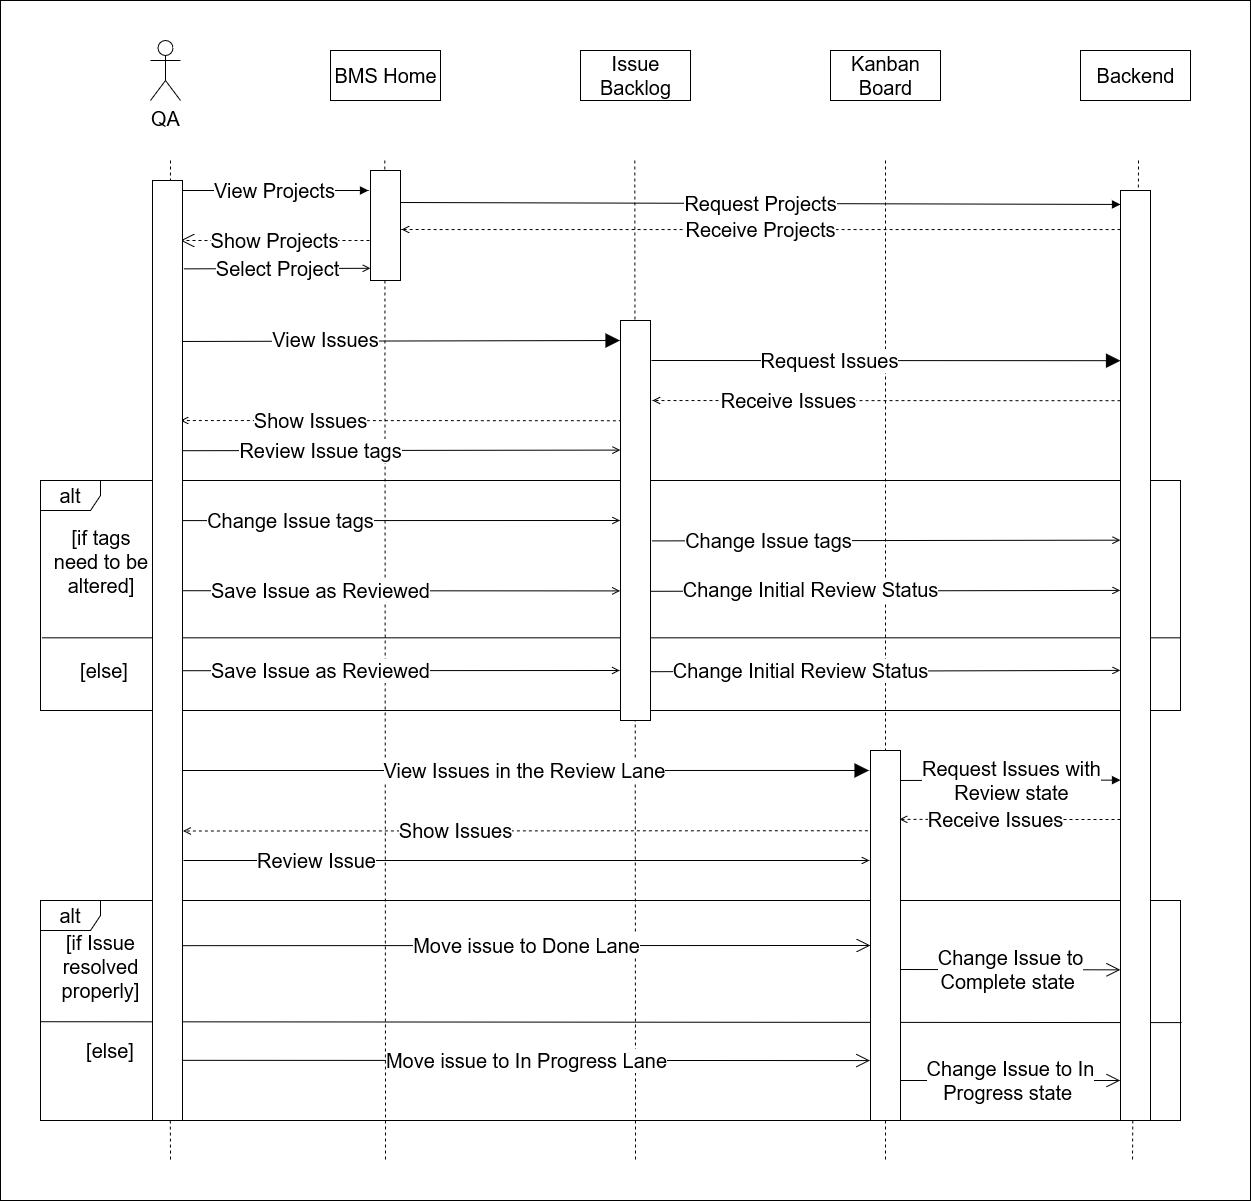 QA
BMS Home
Issue
Backlog
Kanban
Board
Backend
View Projects
Request Projects
Receive Projects
Show Projects
Select Project
View Issues
Request Issues
Receive Issues
Show Issues
Review Issue tags
alt
[if tags
need to be
altered]
Change Issue tags
Change Issue tags
Save Issue as Reviewed
Change Initial Review Status
[else]
Save Issue as Reviewed
Change Initial Review Status
View Issues in the Review Lane
Request Issues with
Review state
Receive Issues
Show Issues
Review Issue
alt
[if Issue
resolved
properly]
Move issue to Done Lane
Change Issue to
Complete state
[else]
Move issue to In Progress Lane
Change Issue to In
Progress state